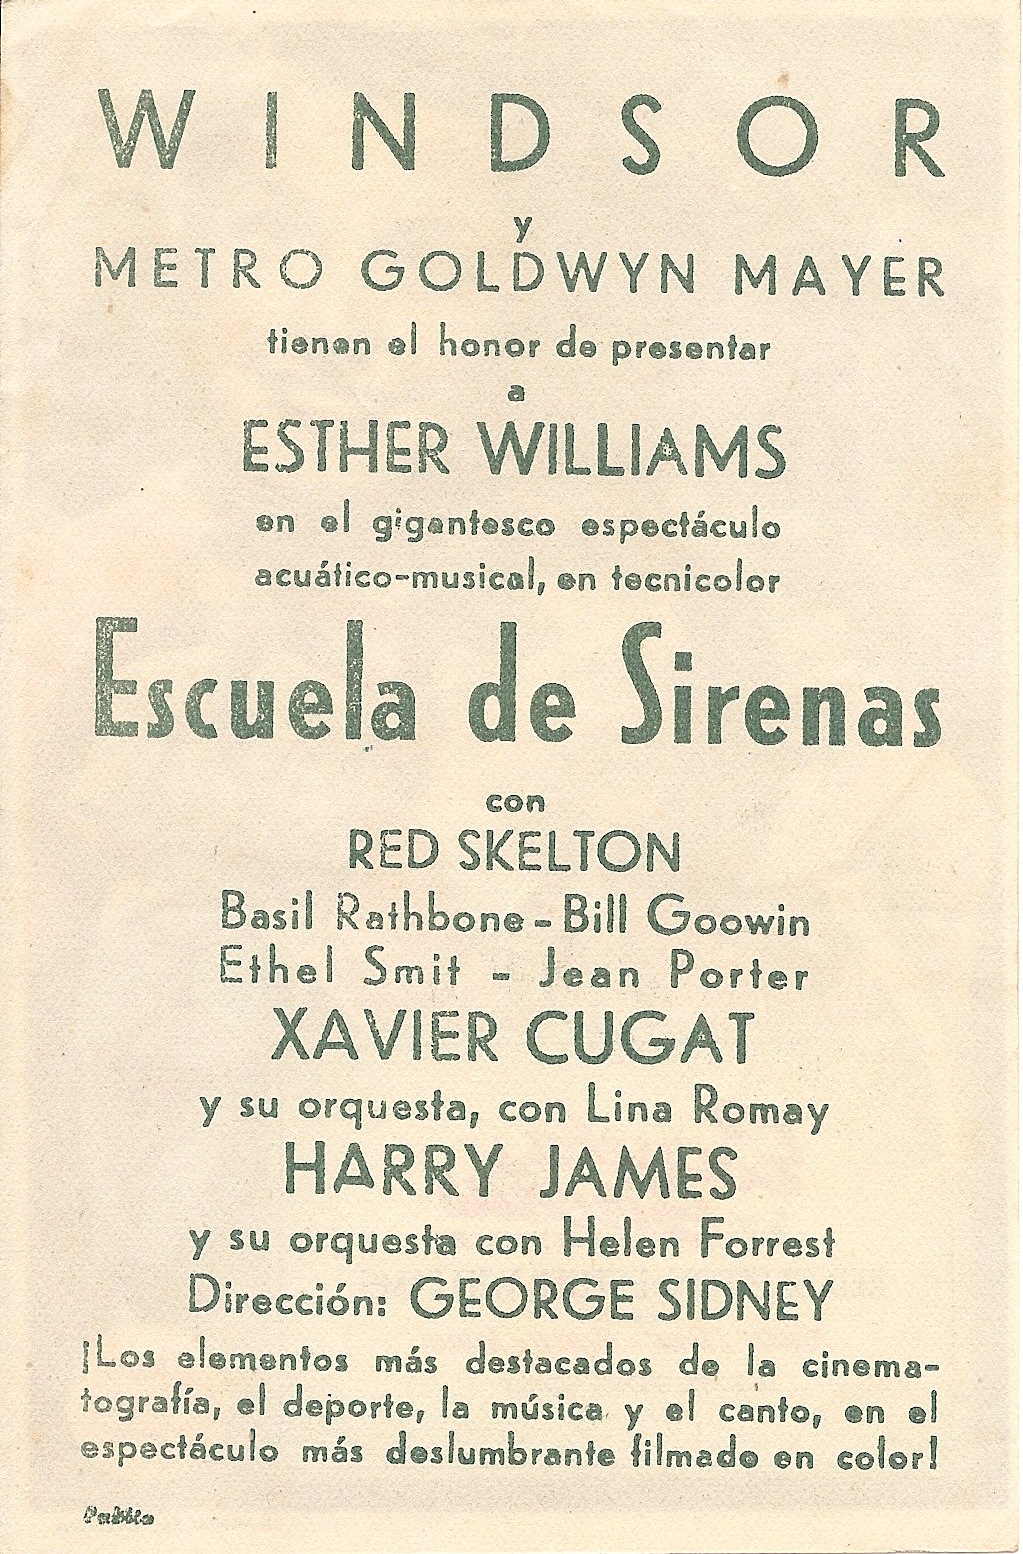 WINDSOR
y
METRO GOLDWYN MAYER
tienen el honor de presentar
a
ESTHER WILLIAMS
en el gigantesco espectáculo
acuático-musical, en tecnicolor
Escuela de Sirenas
con
RED SKELTON
Basil Rathbone - Bill Goowin
Ethel Smit - Jean Porter
XAVIER CUGAT
y su orquesta, con Lina Romay
HARRY JAMES
y su orquesta con Helen Forrest
Dirección: GEORGE SIDNEY
¡Los elementos más destacados de la cinema-
tografía, el deporte, la música y el canto, en el
espectáculo más deslumbrante filmado en color!